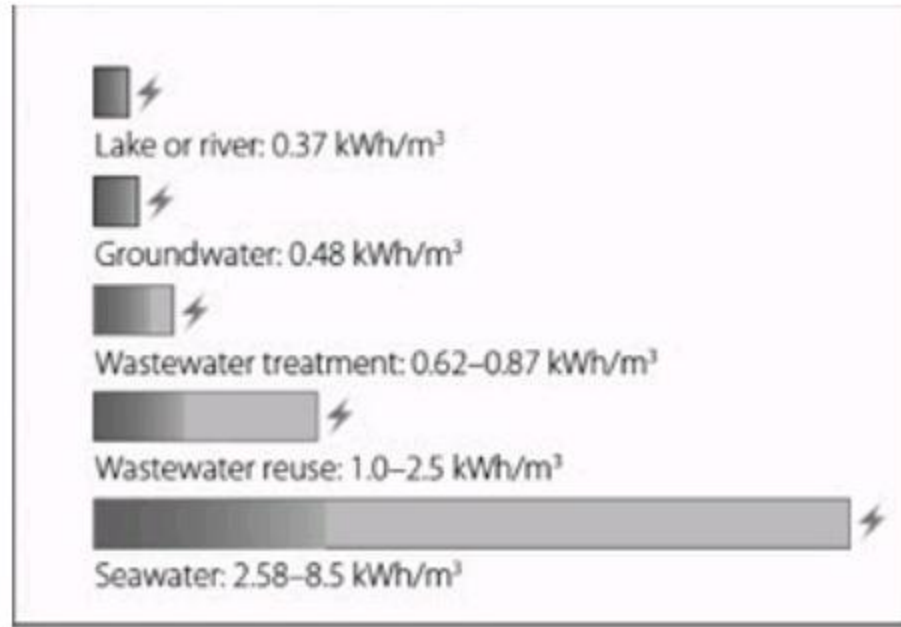 Lake or river: 0.37 kWh/m³
Groundwater: 0.48 kWh/m³
Wastewater treatment: 0.62–0.87 kWh/m³
Wastewater reuse: 1.0–2.5 kWh/m³
Seawater: 2.58–8.5 kWh/m³